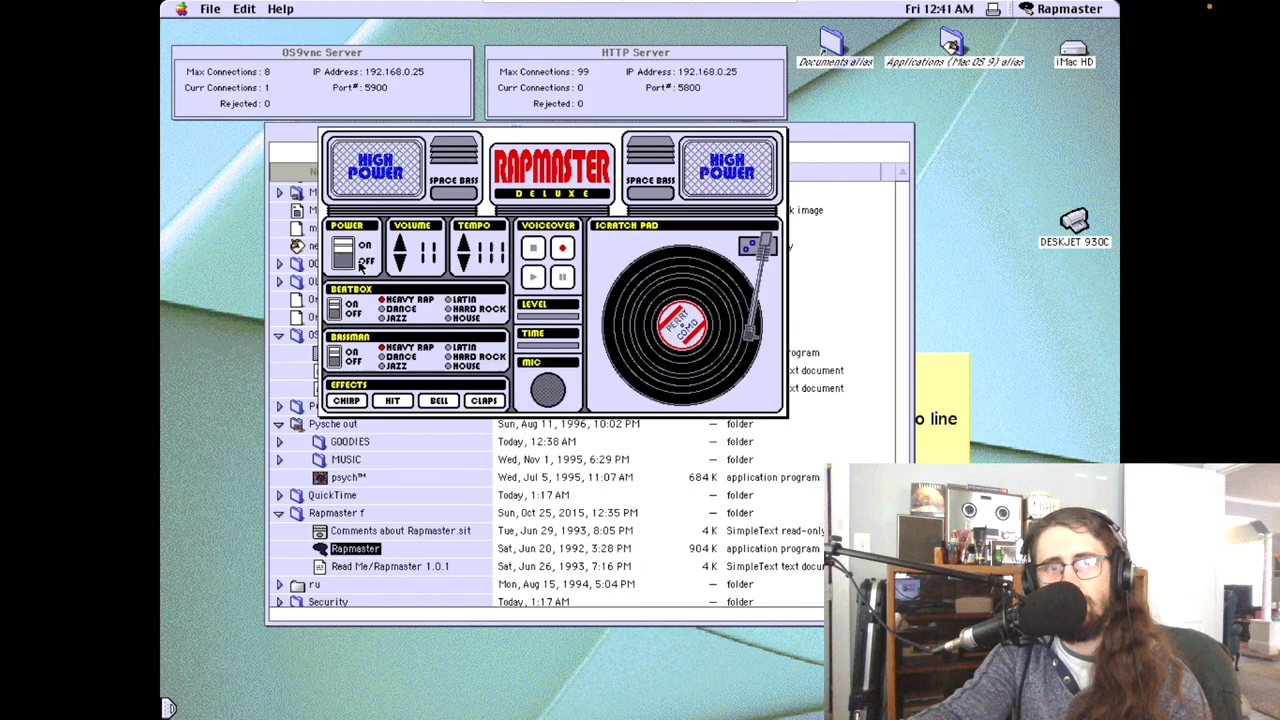 File Edit Help
Fri 12:41 AM
Rapmaster
OS9vnc Server
Max Connections: 8
IP Address: 192.168.0.25
Curr Connections: 1
Port#: 5900
Rejected: 0
HTTP Server
Max Connections: 99
IP Address: 192.168.0.25
Curr Connections: 0
Port#: 5800
Rejected: 0
Documents alias
Applications (Mac OS 9) alias
iMac HD
DESKJET 930C
HIGH POWER
SPACE BASS
RAPMASTER
DELUXE
SPACE BASS
HIGH POWER
POWER
ON
OFF
VOLUME
TEMPO
VOICEOVER
SCRATCH PAD
BEATBOX
ON
OFF
HEAVY RAP
LATIN
DANCE
HARD ROCK
JAZZ
HOUSE
BASSMAN
ON
OFF
HEAVY RAP
LATIN
DANCE
HARD ROCK
JAZZ
HOUSE
EFFECTS
CHIRP
HIT
BELL
CLAPS
LEVEL
TIME
MIC
PERRY COMO
k image
rogram
ext document
ext document
o line
Pysche out Sun, Aug 11, 1996, 10:02 PM – folder
GOODIES Today, 12:38 AM – folder
MUSIC Wed, Nov 1, 1995, 6:29 PM – folder
psych™ Wed, Jul 5, 1995, 11:07 AM 684 K application program
QuickTime Today, 1:17 AM – folder
Rapmaster f Sun, Oct 25, 2015, 12:35 PM – folder
Comments about Rapmaster.sit Tue, Jun 29, 1993, 8:05 PM 4 K SimpleText read-only
Rapmaster Sat, Jun 20, 1992, 3:28 PM 904 K application program
Read Me/Rapmaster 1.0.1 Sat, Jun 26, 1993, 7:16 PM 4 K SimpleText text docum
ru Mon, Aug 15, 1994, 5:04 PM – folder
Security Today, 1:17 AM – folder